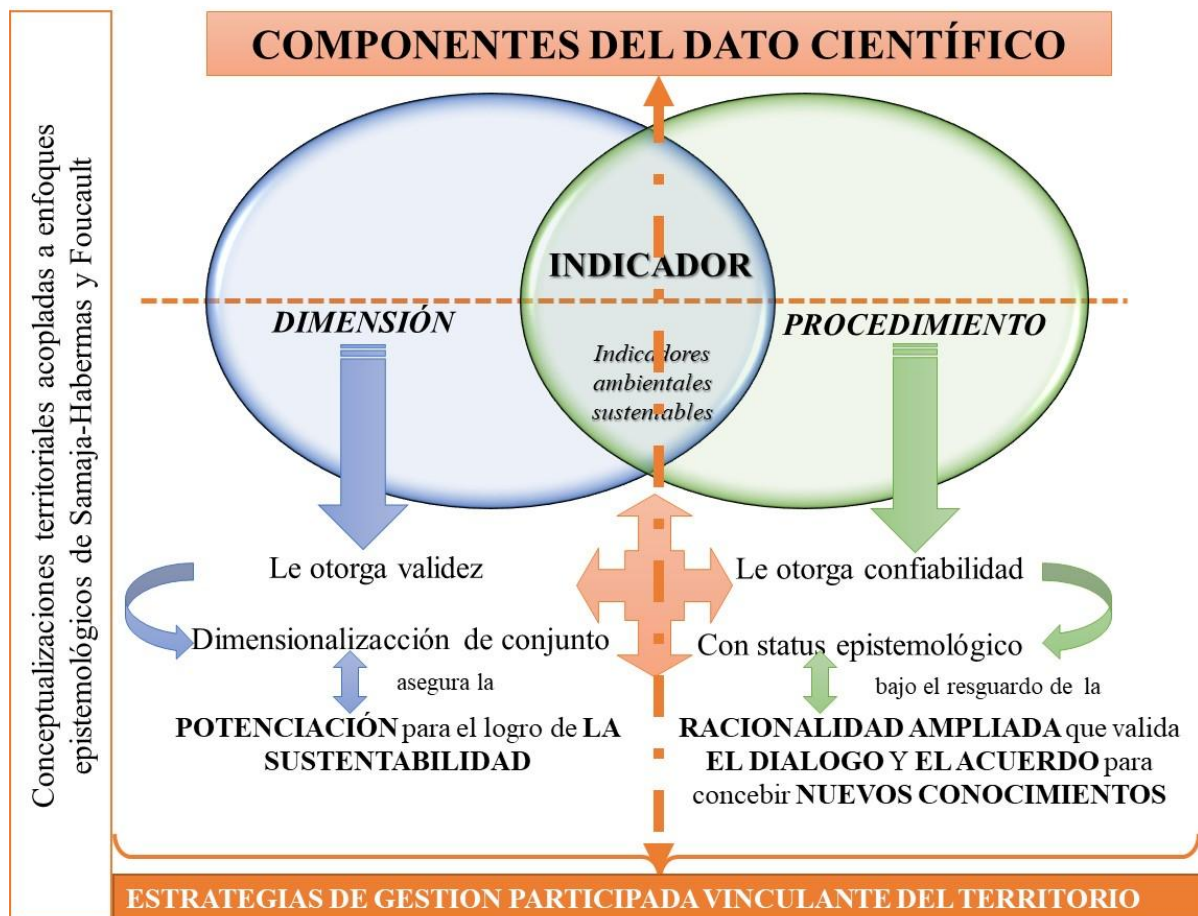 COMPONENTES DEL DATO CIENTÍFICO
Conceptualizaciones territoriales acopladas a enfoques
epistemológicos de Samaja-Habermas y Foucault
INDICADOR
DIMENSIÓN
PROCEDIMIENTO
Indicadores
ambientales
sustentables
Le otorga validez
Le otorga confiabilidad
Dimensionalizacción de conjunto
Con status epistemológico
asegura la
bajo el resguardo de la
POTENCIACIÓN para el logro de LA
SUSTENTABILIDAD
RACIONALIDAD AMPLIADA que valida
EL DIALOGO Y EL ACUERDO para
concebir NUEVOS CONOCIMIENTOS
ESTRATEGIAS DE GESTION PARTICIPADA VINCULANTE DEL TERRITORIO